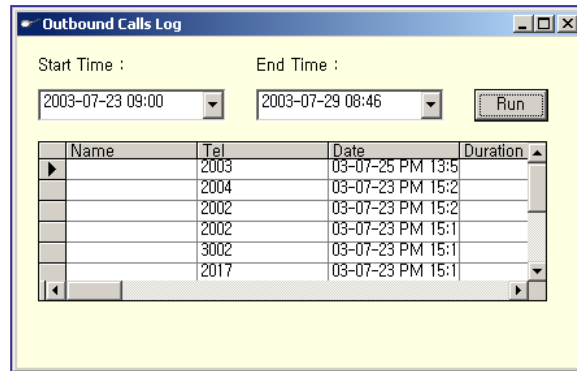 Outbound Calls Log
Start Time : End Time :
2003-07-23 09:00 2003-07-29 08:46 Run
Name Tel Date Duration
2003 03-07-25 PM 13:5
2004 03-07-23 PM 15:2
2002 03-07-23 PM 15:2
2002 03-07-23 PM 15:1
3002 03-07-23 PM 15:1
2017 03-07-23 PM 15:1